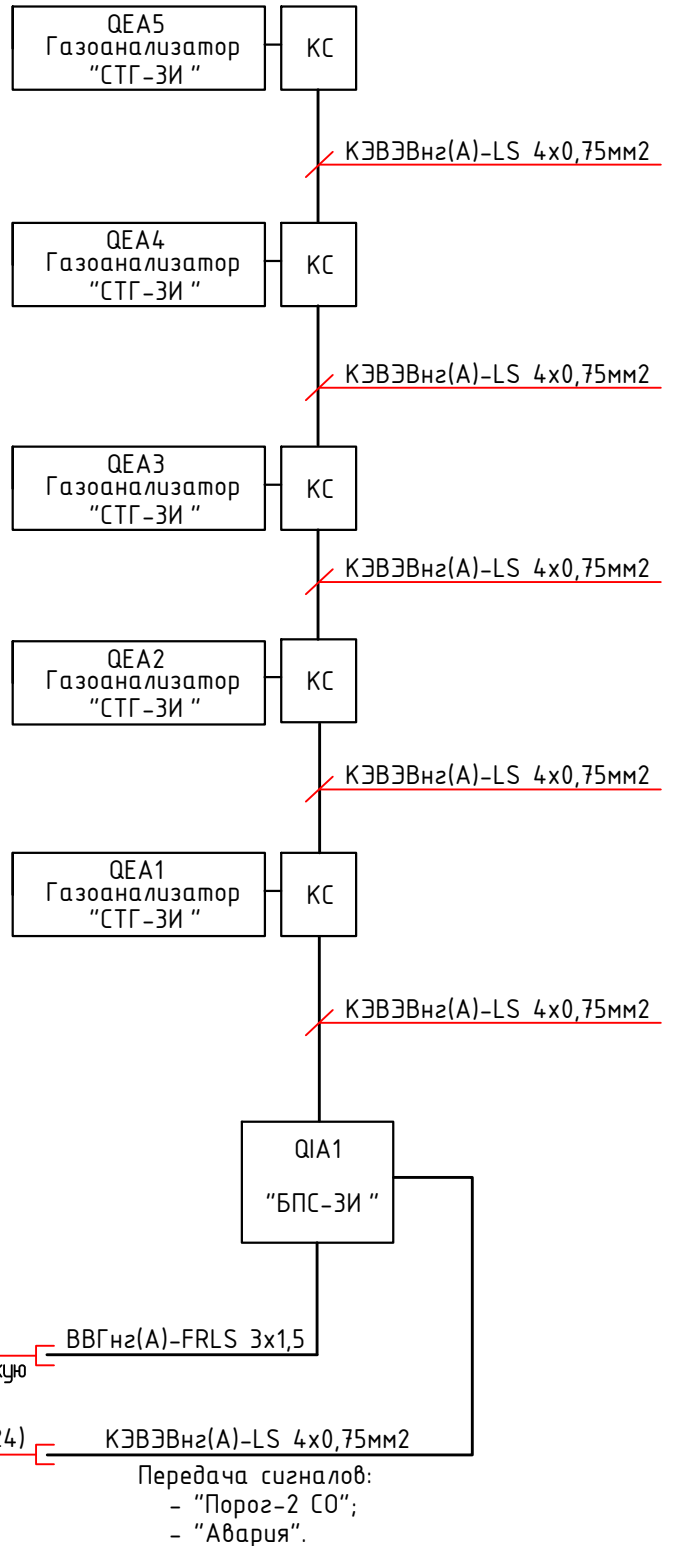 QEA5
Газоанализатор
"СТГ-3И "
КС
КЭВЭВнг(А)-LS 4х0,75мм2
QEA4
Газоанализатор
"СТГ-3И "
КС
КЭВЭВнг(А)-LS 4х0,75мм2
QEA3
Газоанализатор
"СТГ-3И "
КС
КЭВЭВнг(А)-LS 4х0,75мм2
QEA2
Газоанализатор
"СТГ-3И "
КС
КЭВЭВнг(А)-LS 4х0,75мм2
QEA1
Газоанализатор
"СТГ-3И "
КС
КЭВЭВнг(А)-LS 4х0,75мм2
QIA1
"БПС-3И "
ВВГнг(А)-FRLS 3х1,5
кую
24)
КЭВЭВнг(А)-LS 4х0,75мм2
Передача сигналов:
- "Порог-2 СО";
- "Авария".